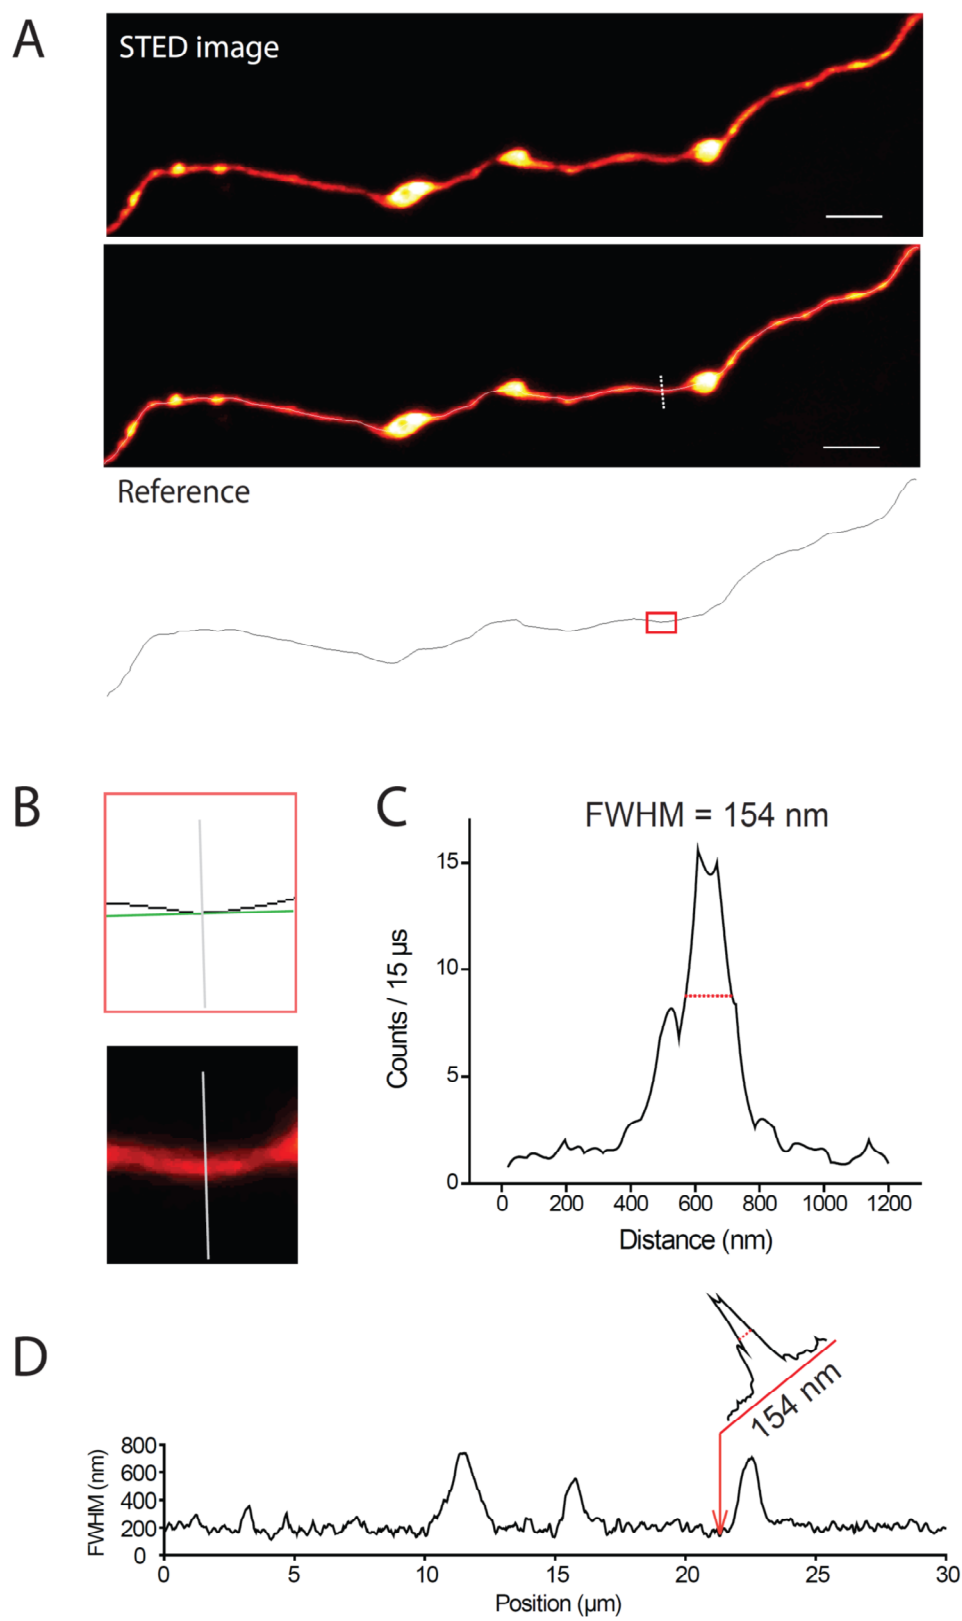 A
STED image
Reference
B
C
FWHM = 154 nm
15
10
5
0
Counts / 15 µs
0 200 400 600 800 1000 1200
Distance (nm)
D
154 nm
800
600
400
200
0
FWHM (nm)
0 5 10 15 20 25 30
Position (µm)